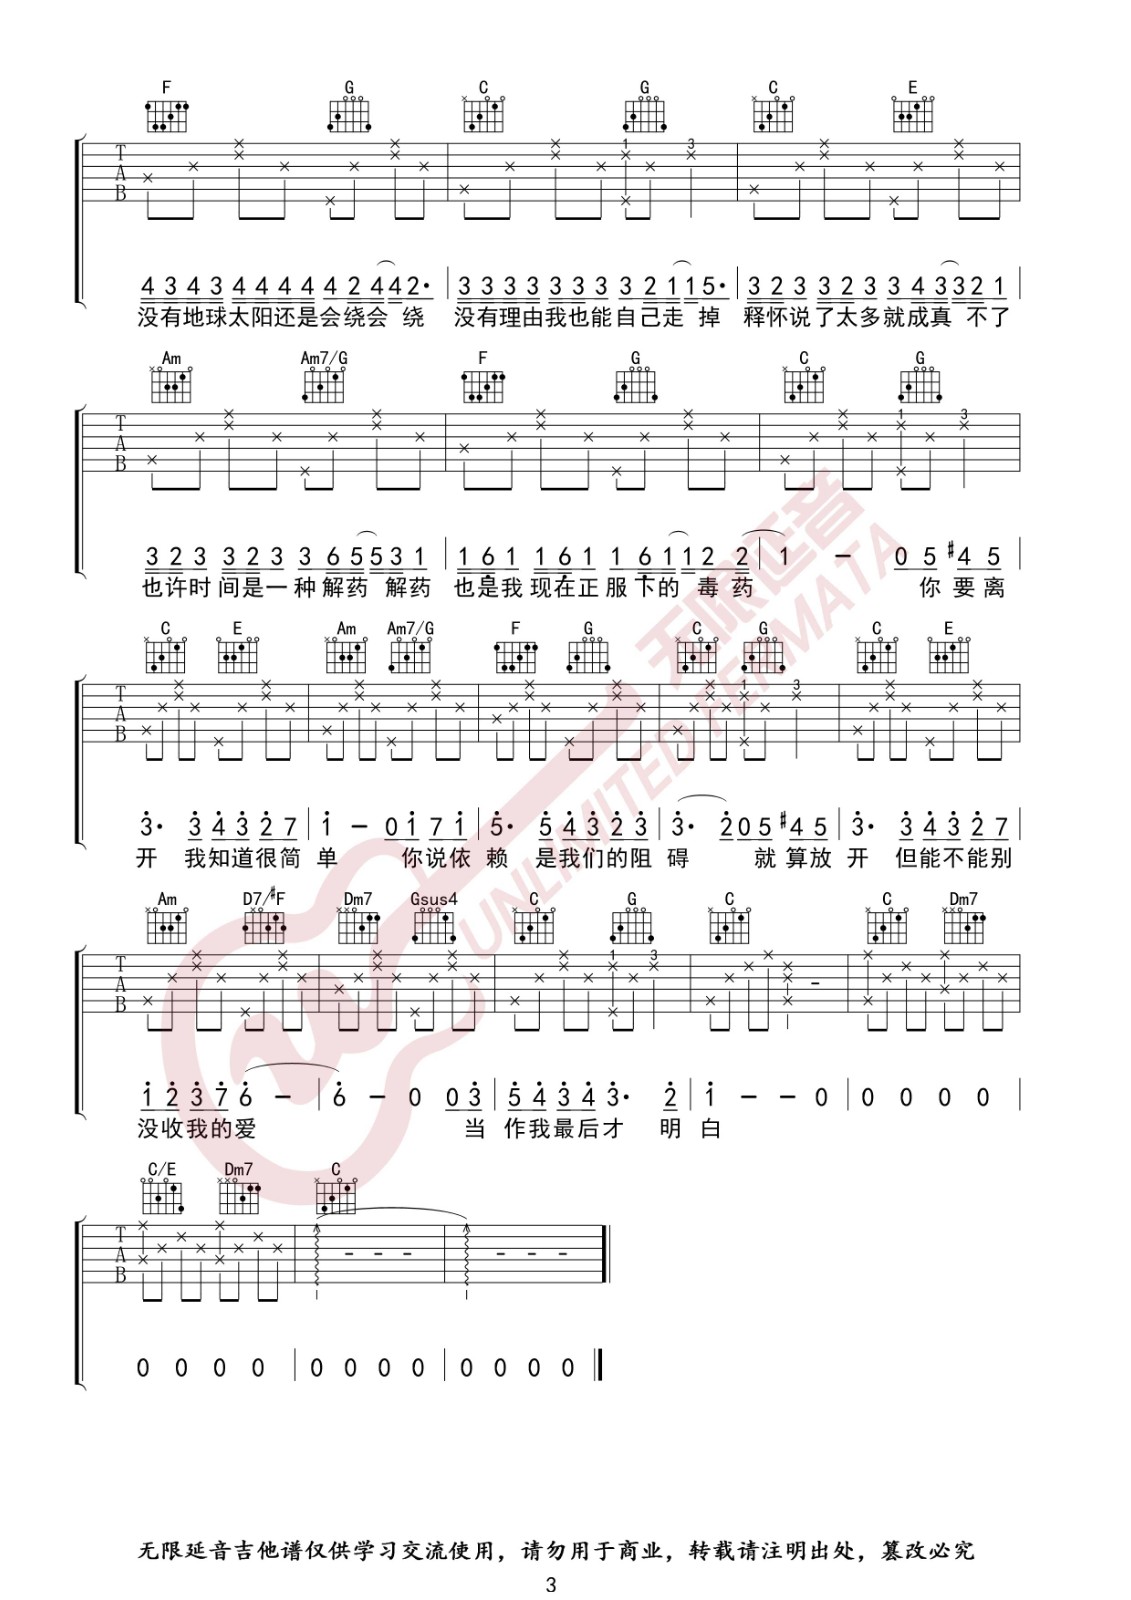 F G C G C E
1 3
T A B
4 3 4 3 4 4 4 4 4 2 4 4 2· 3 3 3 3 3 3 3 3 2 1 1 5· 3 2 3 3 2 3 3 4 3 3 2 1
没有地球太阳还是会绕会 绕 没有理由我也能自己走 掉 释怀说了太多就成真 不了
Am Am7/G F G C G
1 3
T A B
3 2 3 3 2 3 3 6 5 5 3 1 1 6 1 1 6 1 1 6 1 1 2 2 1 – 0 5 #4 5
也许时间是一种解药 解药 也是我现在正服下的 毒药 你要离
C E Am Am7/G F G C G C E
1 3
T A B
3· 3 4 3 2 7 1 – 0 1 7 1 5· 5 4 3 2 3 3· 2 0 5 #4 5 3· 3 4 3 2 7
开 我知道很简 单 你说依 赖 是我们的阻 碍 就算放 开 但能不能别
Am D7/#F Dm7 Gsus4 C G C C Dm7
1 3
T A B
1 2 3 7 6 – 6 – 0 0 3 5 4 3 4 3· 2 1 – – 0 0 0 0 0
没收我的爱 当 作我最后才 明 白
C/E Dm7 C
T A B
0 0 0 0 0 0 0 0 0 0 0 0
无限延音
UNLIMITED FERMATA
无限延音吉他谱仅供学习交流使用，请勿用于商业，转载请注明出处，篡改必究
3